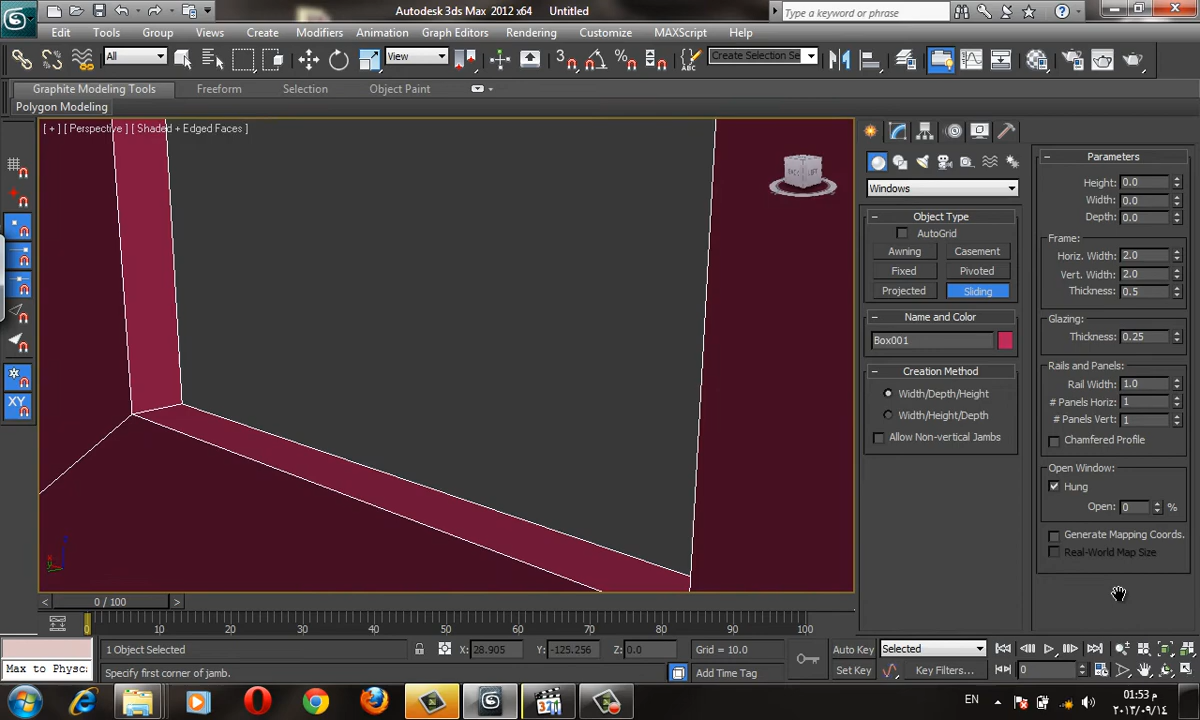 Autodesk 3ds Max 2012 x64 Untitled
Type a keyword or phrase
Edit Tools Group Views Create Modifiers Animation Graph Editors Rendering Customize MAXScript Help
All
View
3
Create Selection Se
Graphite Modeling Tools Freeform Selection Object Paint
Polygon Modeling
[ + ] [ Perspective ] [ Shaded + Edged Faces ]
XY
Windows
Object Type
AutoGrid
Awning Casement
Fixed Pivoted
Projected Sliding
Name and Color
Box001
Creation Method
Width/Depth/Height
Width/Height/Depth
Allow Non-vertical Jambs
Parameters
Height: 0.0
Width: 0.0
Depth: 0.0
Frame:
Horiz. Width: 2.0
Vert. Width: 2.0
Thickness: 0.5
Glazing:
Thickness: 0.25
Rails and Panels:
Rail Width: 1.0
# Panels Horiz: 1
# Panels Vert: 1
Chamfered Profile
Open Window:
Hung
Open: 0 %
Generate Mapping Coords.
Real-World Map Size
< 0 / 100 >
0 10 20 30 40 50 60 70 80 90 100
1 Object Selected X: 28.905 Y: -125.256 Z: 0.0 Grid = 10.0 Auto Key Selected
Max to Physc
Specify first corner of jamb. Add Time Tag Set Key Key Filters... 0
EN
01:53 م
٢٠١٣/٠٩/١٤